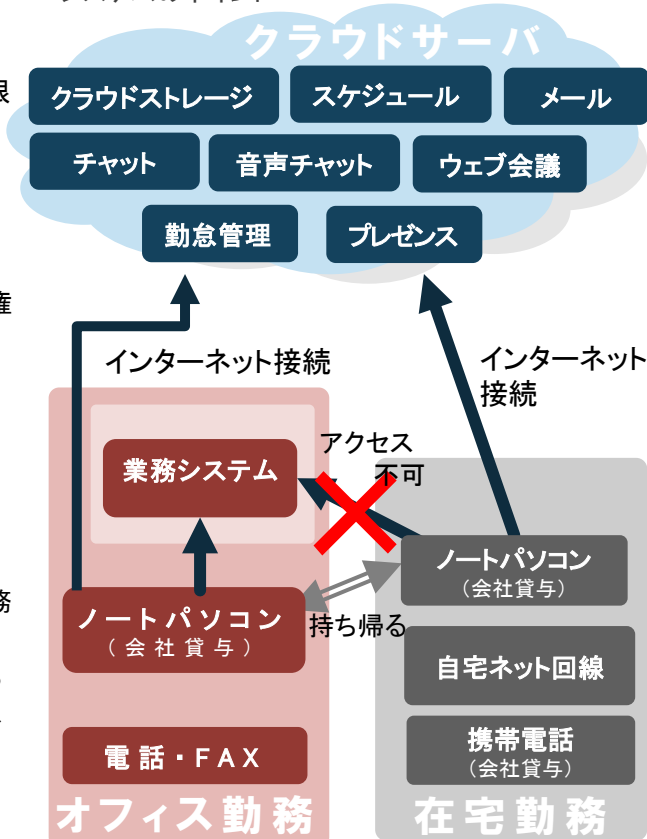 クラウドサーバ
限
クラウドストレージ
スケジュール
メール
チャット
音声チャット
ウェブ会議
勤怠管理
プレゼンス
権
インターネット接続
インターネット
接続
アクセス
不可
業務システム
ノートパソコン
(会社貸与)
務
ノートパソコン
(会社貸与)
持ち帰る
自宅ネット回線
電話・FAX
携帯電話
(会社貸与)
オフィス勤務
在宅勤務